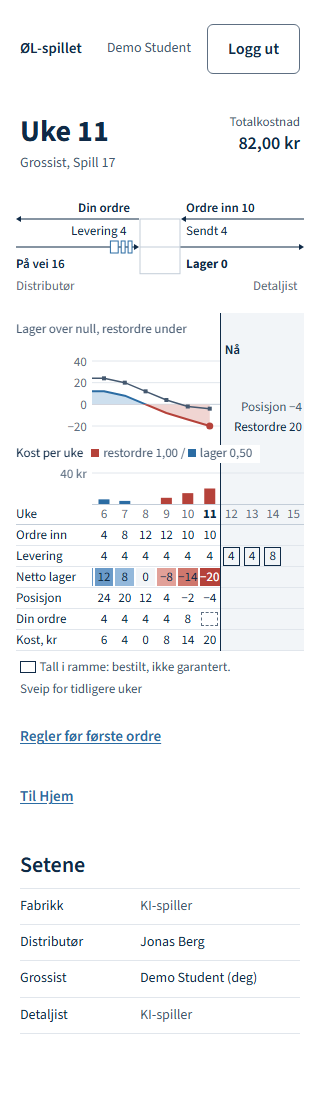 ØL-spillet Demo Student Logg ut
Uke 11 Totalkostnad
Grossist, Spill 17 82,00 kr
Din ordre Ordre inn 10
Levering 4 Sendt 4
På vei 16 Lager 0
Distributør Detaljist
Lager over null, restordre under
Nå
40
20
0
−20
Posisjon −4
Restordre 20
Kost per uke restordre 1,00 / lager 0,50
40 kr
Uke 6 7 8 9 10 11 12 13 14 15
Ordre inn 4 8 12 12 10 10
Levering 4 4 4 4 4 4 4 4 8
Netto lager 12 8 0 −8 −14 −20
Posisjon 24 20 12 4 −2 −4
Din ordre 4 4 4 4 8
Kost, kr 6 4 0 8 14 20
Tall i ramme: bestilt, ikke garantert.
Sveip for tidligere uker
Regler før første ordre
Til Hjem
Setene
Fabrikk KI-spiller
Distributør Jonas Berg
Grossist Demo Student (deg)
Detaljist KI-spiller